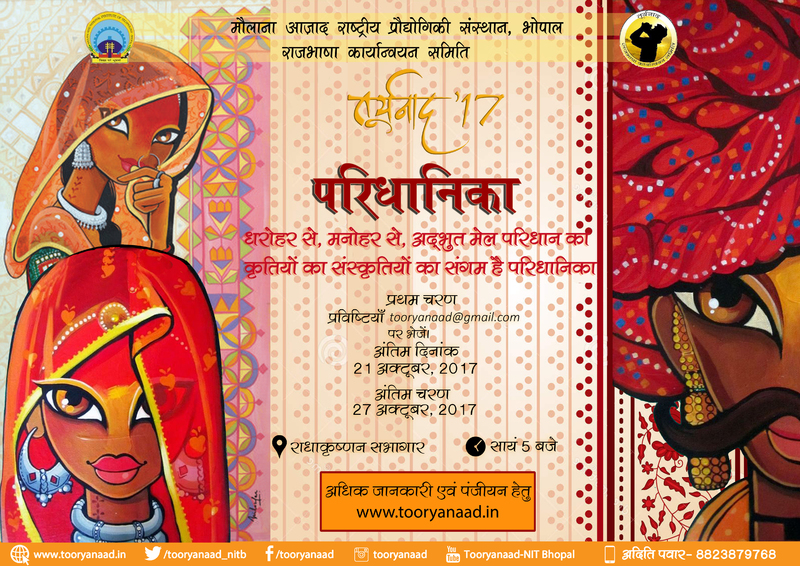 मौलाना आज़ाद राष्ट्रीय प्रौद्योगिकी संस्थान, भोपाल
राजभाषा कार्यान्वयन समिति
तूर्यनाद '17
परिधानिका
धरोहर से, मनोहर से, अद्भुत मेल परिधान का
कृतियों का संस्कृतियों का संगम है परिधानिका
प्रथम चरण
प्रविष्टियाँ tooryanaad@gmail.com
पर भेजें।
अंतिम दिनांक
21 अक्टूबर, 2017
अंतिम चरण
27 अक्टूबर, 2017
राधाकृष्णन सभागार
सायं 5 बजे
अधिक जानकारी एवं पंजीयन हेतु
www.tooryanaad.in
www.tooryanaad.in /tooryanaad_nitb /tooryanaad tooryanaad You Tube Tooryanaad-NIT Bhopal अदिति पवार- 8823879768